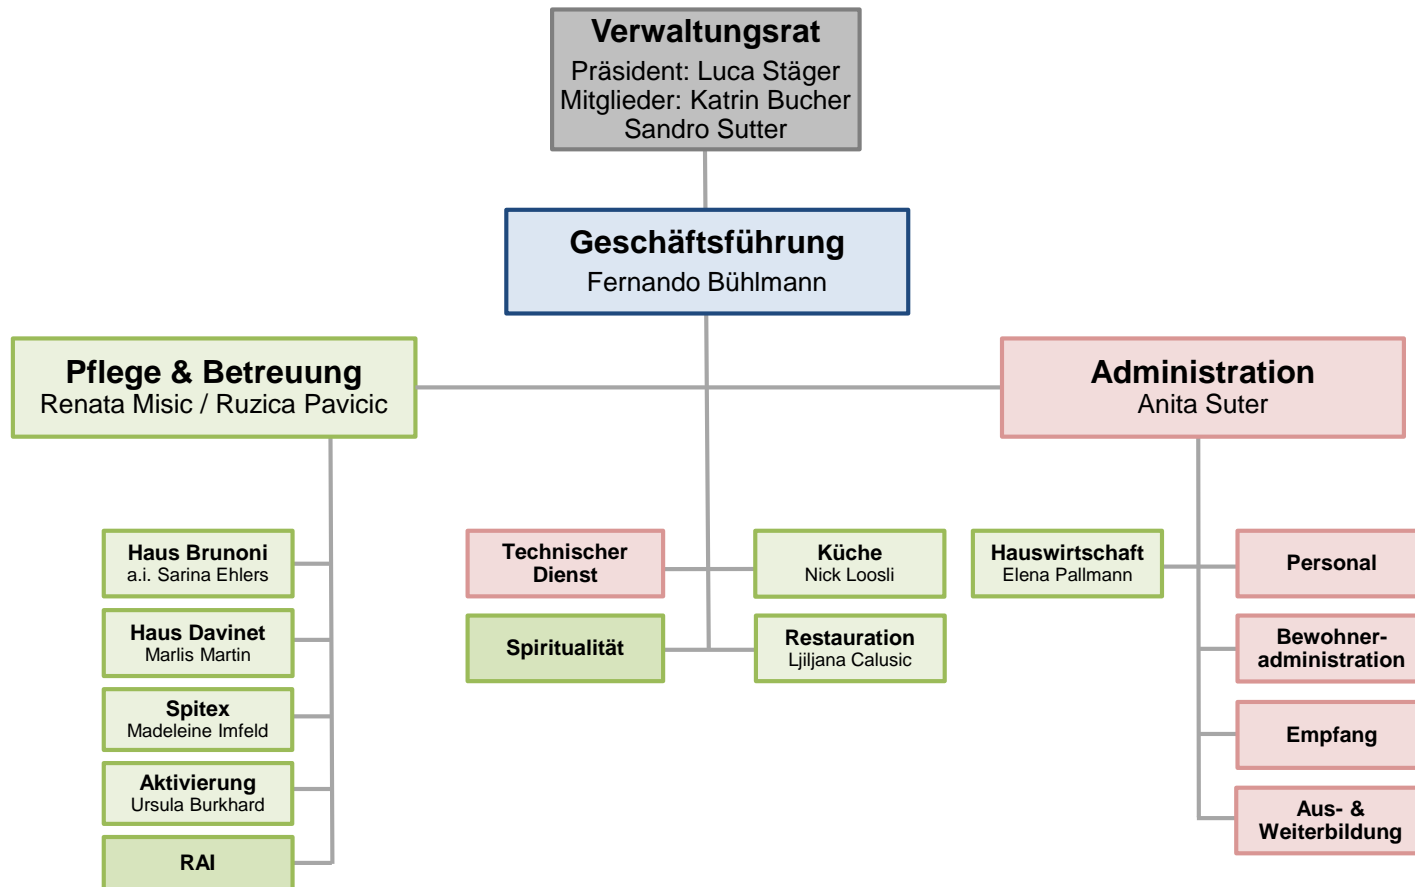 Verwaltungsrat
Präsident: Luca Stäger
Mitglieder: Katrin Bucher
Sandro Sutter
Geschäftsführung
Fernando Bühlmann
Pflege & Betreuung
Renata Misic / Ruzica Pavicic
Administration
Anita Suter
Haus Brunoni
a.i. Sarina Ehlers
Haus Davinet
Marlis Martin
Spitex
Madeleine Imfeld
Aktivierung
Ursula Burkhard
RAI
Technischer
Dienst
Küche
Nick Loosli
Spiritualität
Restauration
Ljiljana Calusic
Hauswirtschaft
Elena Pallmann
Personal
Bewohner-
administration
Empfang
Aus- &
Weiterbildung